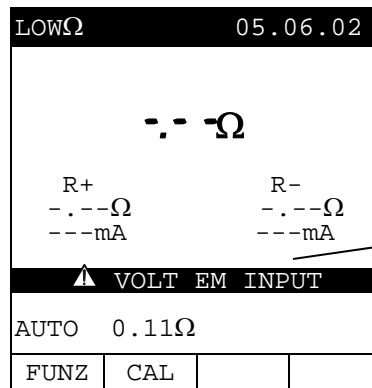 LOWΩ 05.06.02
-.- -Ω
R+ R-
-.--Ω -.--Ω
---mA ---mA
⚠ VOLT EM INPUT
AUTO 0.11Ω
FUNZ CAL